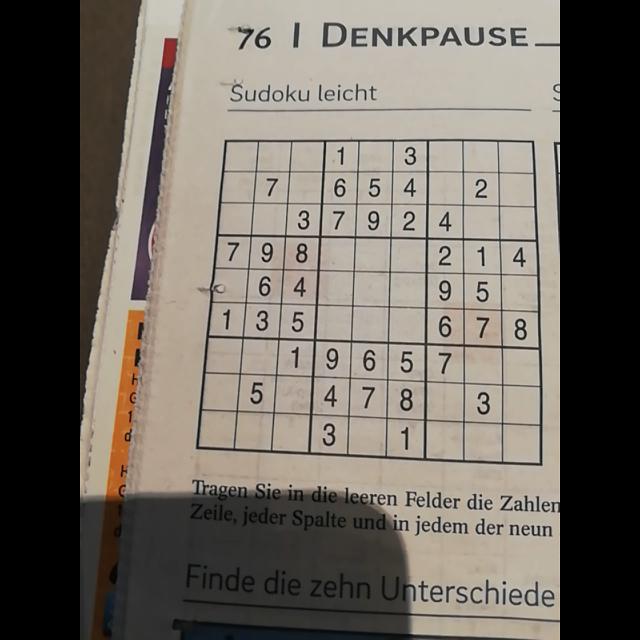 76 | DENKPAUSE
Sudoku leicht
S
1 3
7 6 5 4 2
3 7 9 2 4
7 9 8 2 1 4
6 4 9 5
1 3 5 6 7 8
1 9 6 5 7
5 4 7 8 3
3 1
Tragen Sie in die leeren Felder die Zahlen
Zeile, jeder Spalte und in jedem der neun
Finde die zehn Unterschiede